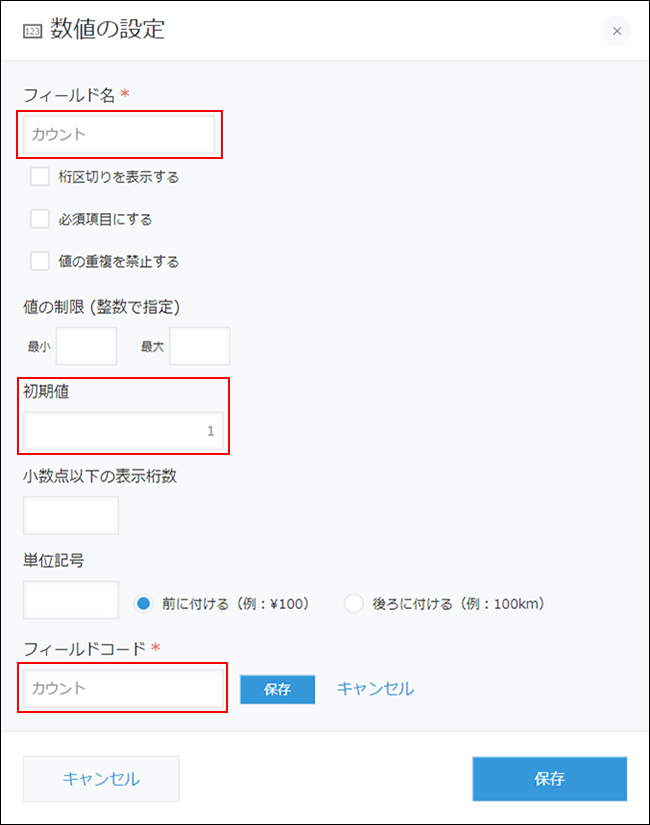 123 数値の設定
×
フィールド名 *
カウント
桁区切りを表示する
必須項目にする
値の重複を禁止する
値の制限 (整数で指定)
最小 最大
初期値
1
小数点以下の表示桁数
単位記号
前に付ける（例：¥100） 後ろに付ける（例：100km）
フィールドコード *
カウント 保存 キャンセル
キャンセル 保存